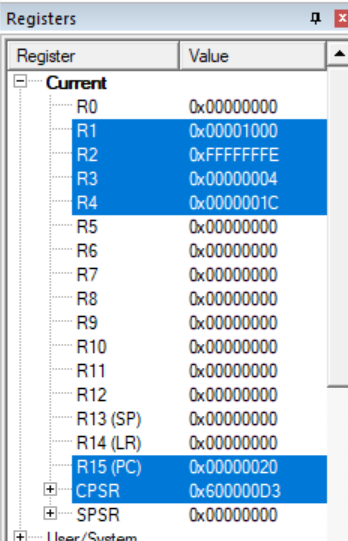 Registers
Register Value
Current
R0 0x00000000
R1 0x00001000
R2 0xFFFFFFFE
R3 0x00000004
R4 0x0000001C
R5 0x00000000
R6 0x00000000
R7 0x00000000
R8 0x00000000
R9 0x00000000
R10 0x00000000
R11 0x00000000
R12 0x00000000
R13 (SP) 0x00000000
R14 (LR) 0x00000000
R15 (PC) 0x00000020
CPSR 0x600000D3
SPSR 0x00000000
User/System